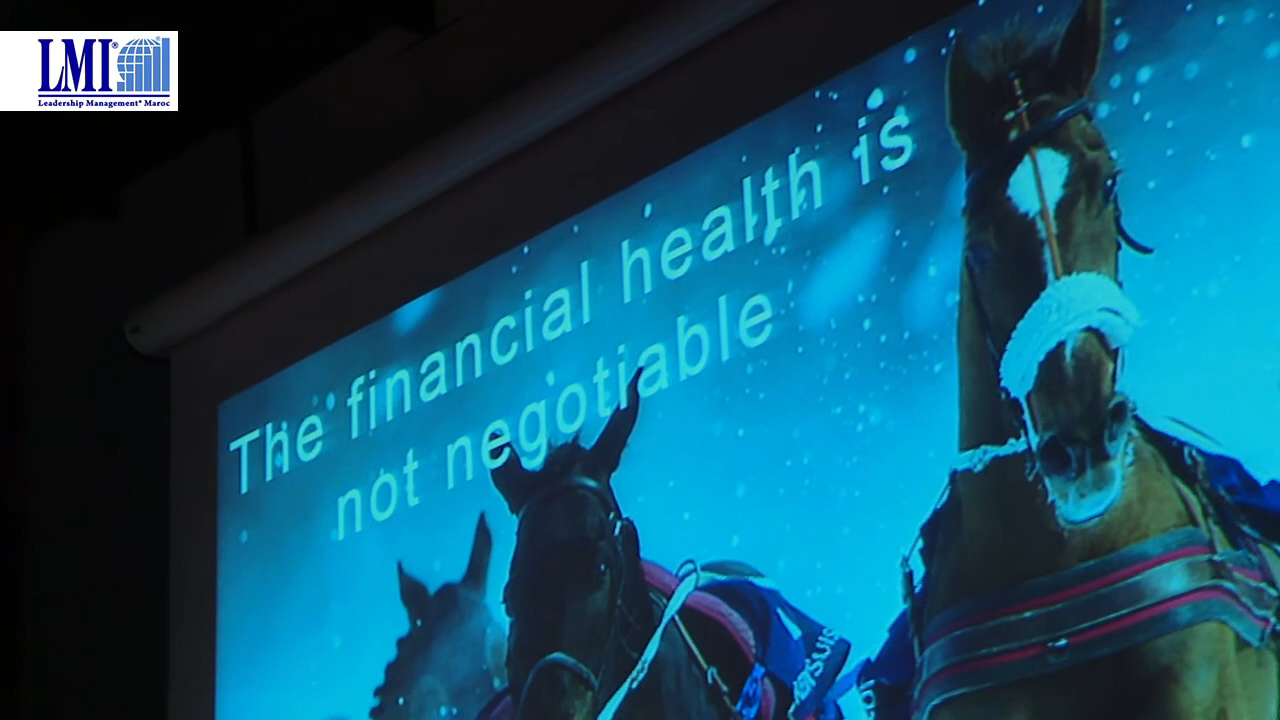 LMI®
Leadership Management® Maroc
The financial health is
not negotiable